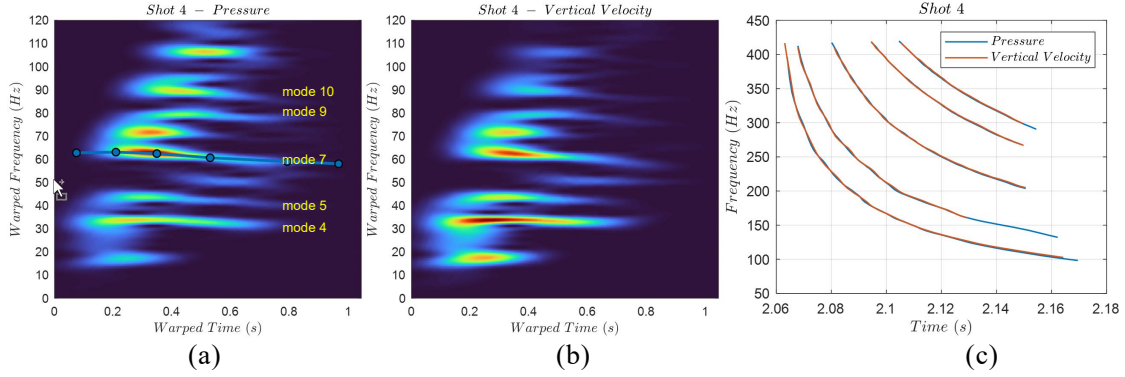 Shot 4 − Pressure
120
110
100
90
80
70
60
50
40
30
20
10
0
Warped Frequency (Hz)
mode 10
mode 9
mode 7
mode 5
mode 4
0
0.2
0.4
0.6
0.8
1
Warped Time (s)
(a)
Shot 4 − Vertical Velocity
120
110
100
90
80
70
60
50
40
30
20
10
0
Warped Frequency (Hz)
0
0.2
0.4
0.6
0.8
1
Warped Time (s)
(b)
Shot 4
450
400
350
300
250
200
150
100
50
Frequency (Hz)
Pressure
Vertical Velocity
2.06
2.08
2.1
2.12
2.14
2.16
2.18
Time (s)
(c)